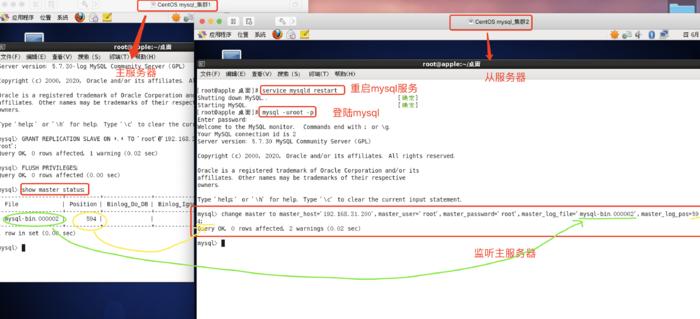 CentOS mysql_集群1
应用程序 位置 系统
root@apple:~/桌面
主服务器
文件(F) 编辑(E) 查看(V) 搜索(S) 终端(T) 帮助(H)
Server version: 5.7.30-log MySQL Community Server (GPL)
Copyright (c) 2000, 2020, Oracle and/or its affiliates. All
Oracle is a registered trademark of Oracle Corporation and/
affiliates. Other names may be trademarks of their respective
owners.
Type 'help;' or '\h' for help. Type '\c' to clear the current
mysql> GRANT REPLICATION SLAVE ON *.* TO 'root'@'192.168.
Query OK, 0 rows affected, 1 warning (0.02 sec)
mysql> FLUSH PRIVILEGES;
Query OK, 0 rows affected (0.00 sec)
mysql> show master status;
File | Position | Binlog_Do_DB | Binlog_Igno
mysql-bin.000002 | 594 |
1 row in set (0.00 sec)
mysql>
CentOS mysql_集群2
应用程序 位置 系统
从服务器
root@apple:~/桌面
文件(F) 编辑(E) 查看(V) 搜索(S) 终端(T) 帮助(H)
[root@apple 桌面]# service mysqld restart 重启mysql服务
Shutting down MySQL. [确定]
Starting MySQL. [确定]
[root@apple 桌面]# mysql -uroot -p 登陆mysql
Enter password:
Welcome to the MySQL monitor. Commands end with ; or \g.
Your MySQL connection id is 2
Server version: 5.7.30 MySQL Community Server (GPL)
Copyright (c) 2000, 2020, Oracle and/or its affiliates. All rights reserved.
Oracle is a registered trademark of Oracle Corporation and/or its
affiliates. Other names may be trademarks of their respective
owners.
Type 'help;' or '\h' for help. Type '\c' to clear the current input statement.
mysql> change master to master_host='192.168.31.200',master_user='root',master_password='root',master_log_file='mysql-bin.000002',master_log_pos=59
4;
Query OK, 0 rows affected, 2 warnings (0.02 sec)
mysql>
监听主服务器